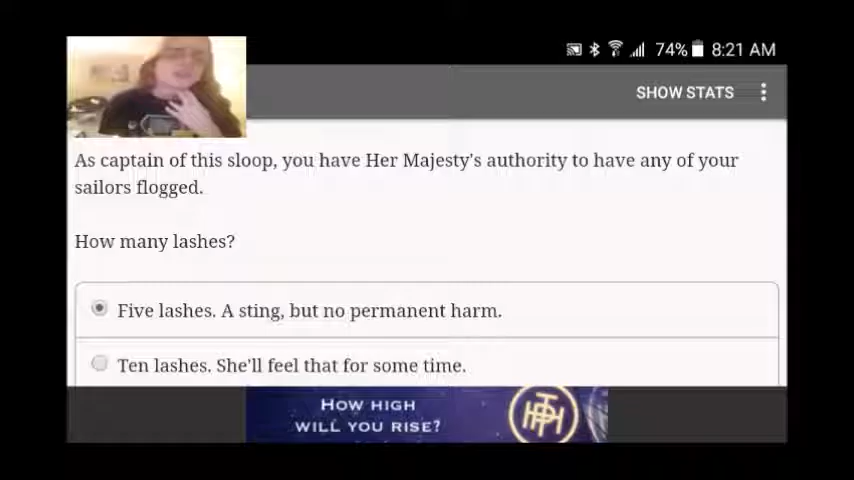 74% 8:21 AM
SHOW STATS
As captain of this sloop, you have Her Majesty's authority to have any of your
sailors flogged.
How many lashes?
Five lashes. A sting, but no permanent harm.
Ten lashes. She'll feel that for some time.
HOW HIGH
WILL YOU RISE?